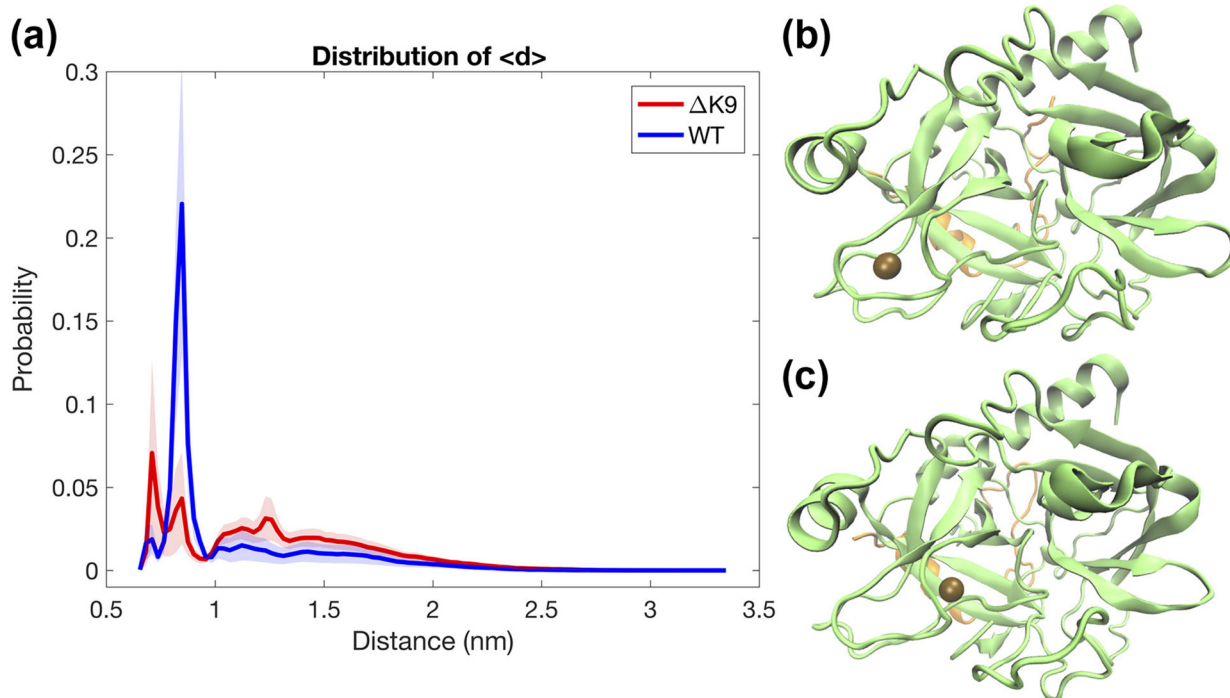 (a)
Distribution of <d>
0.3
0.25
0.2
0.15
0.1
0.05
0
Probability
0.5
1
1.5
2
2.5
3
3.5
Distance (nm)
ΔK9
WT
(b)
(c)